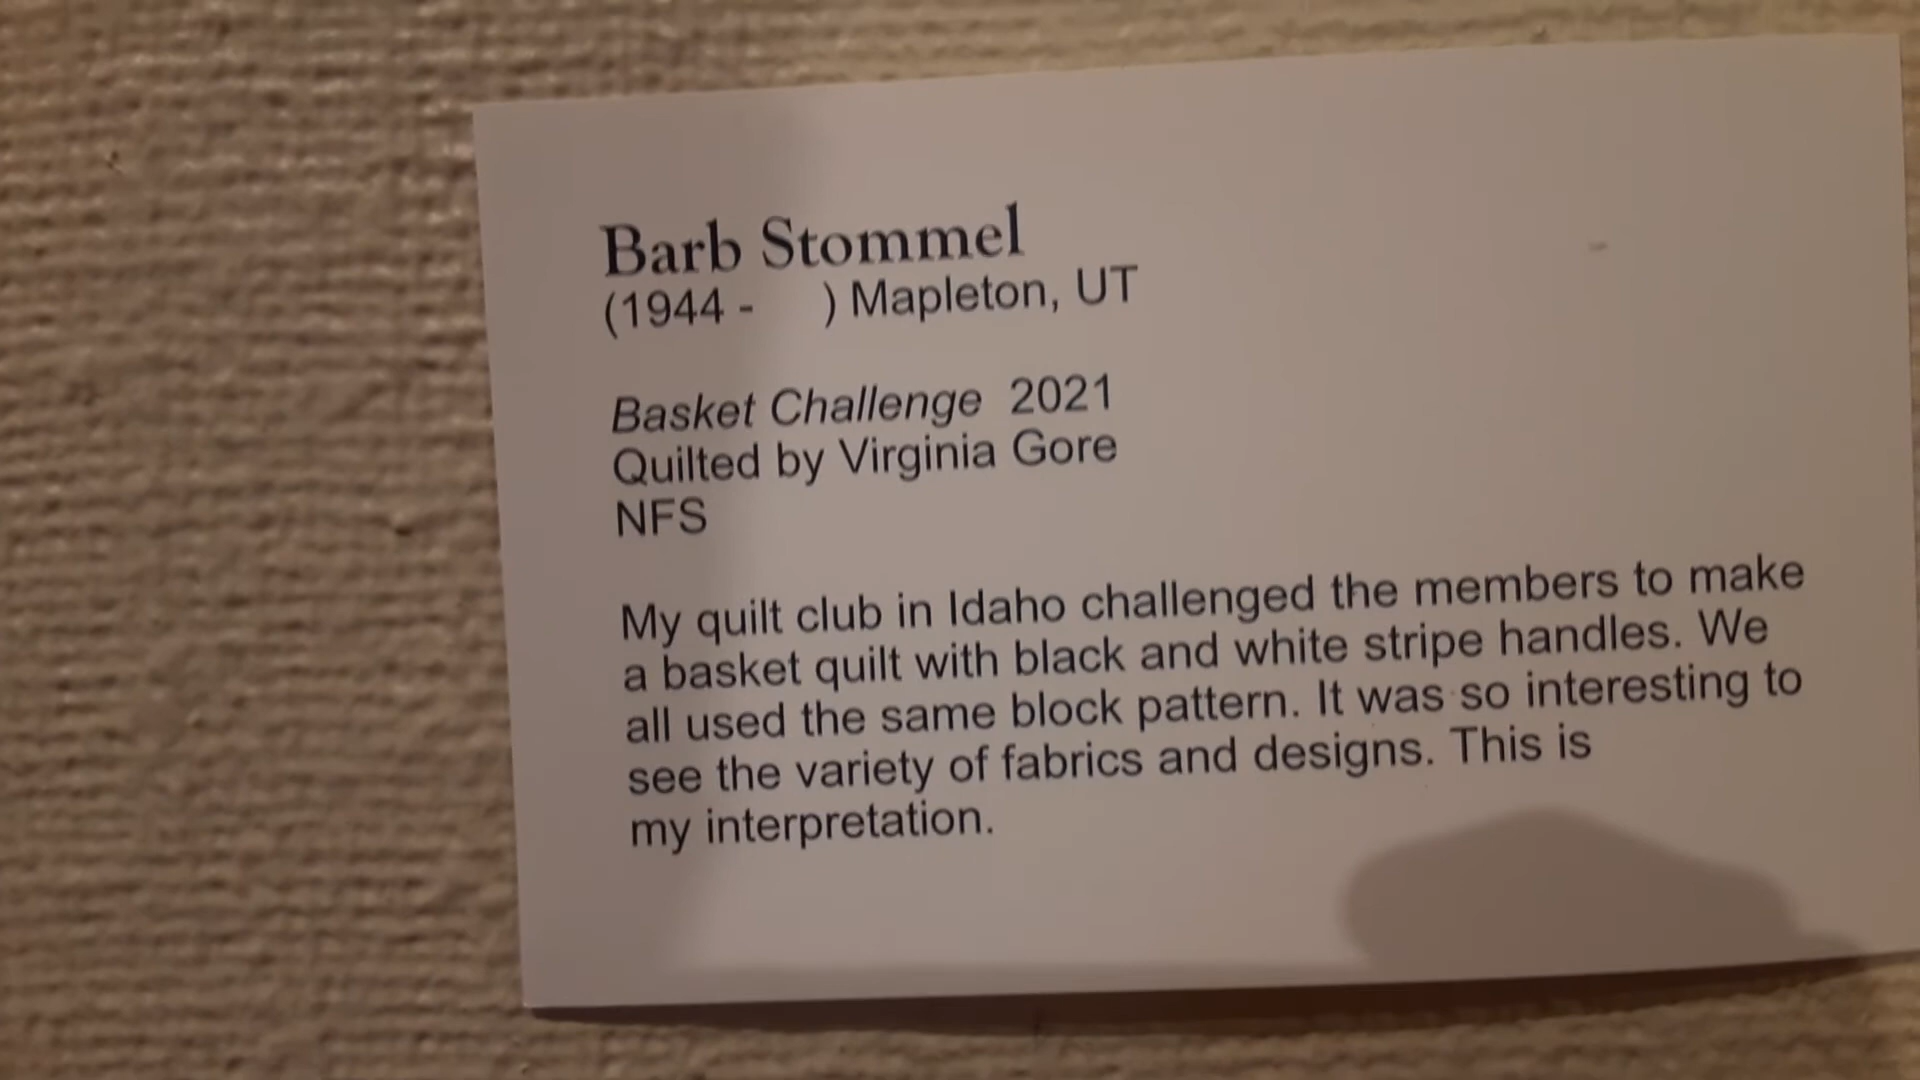 Barb Stommel
(1944 - ) Mapleton, UT
Basket Challenge 2021
Quilted by Virginia Gore
NFS
My quilt club in Idaho challenged the members to make
a basket quilt with black and white stripe handles. We
all used the same block pattern. It was so interesting to
see the variety of fabrics and designs. This is
my interpretation.